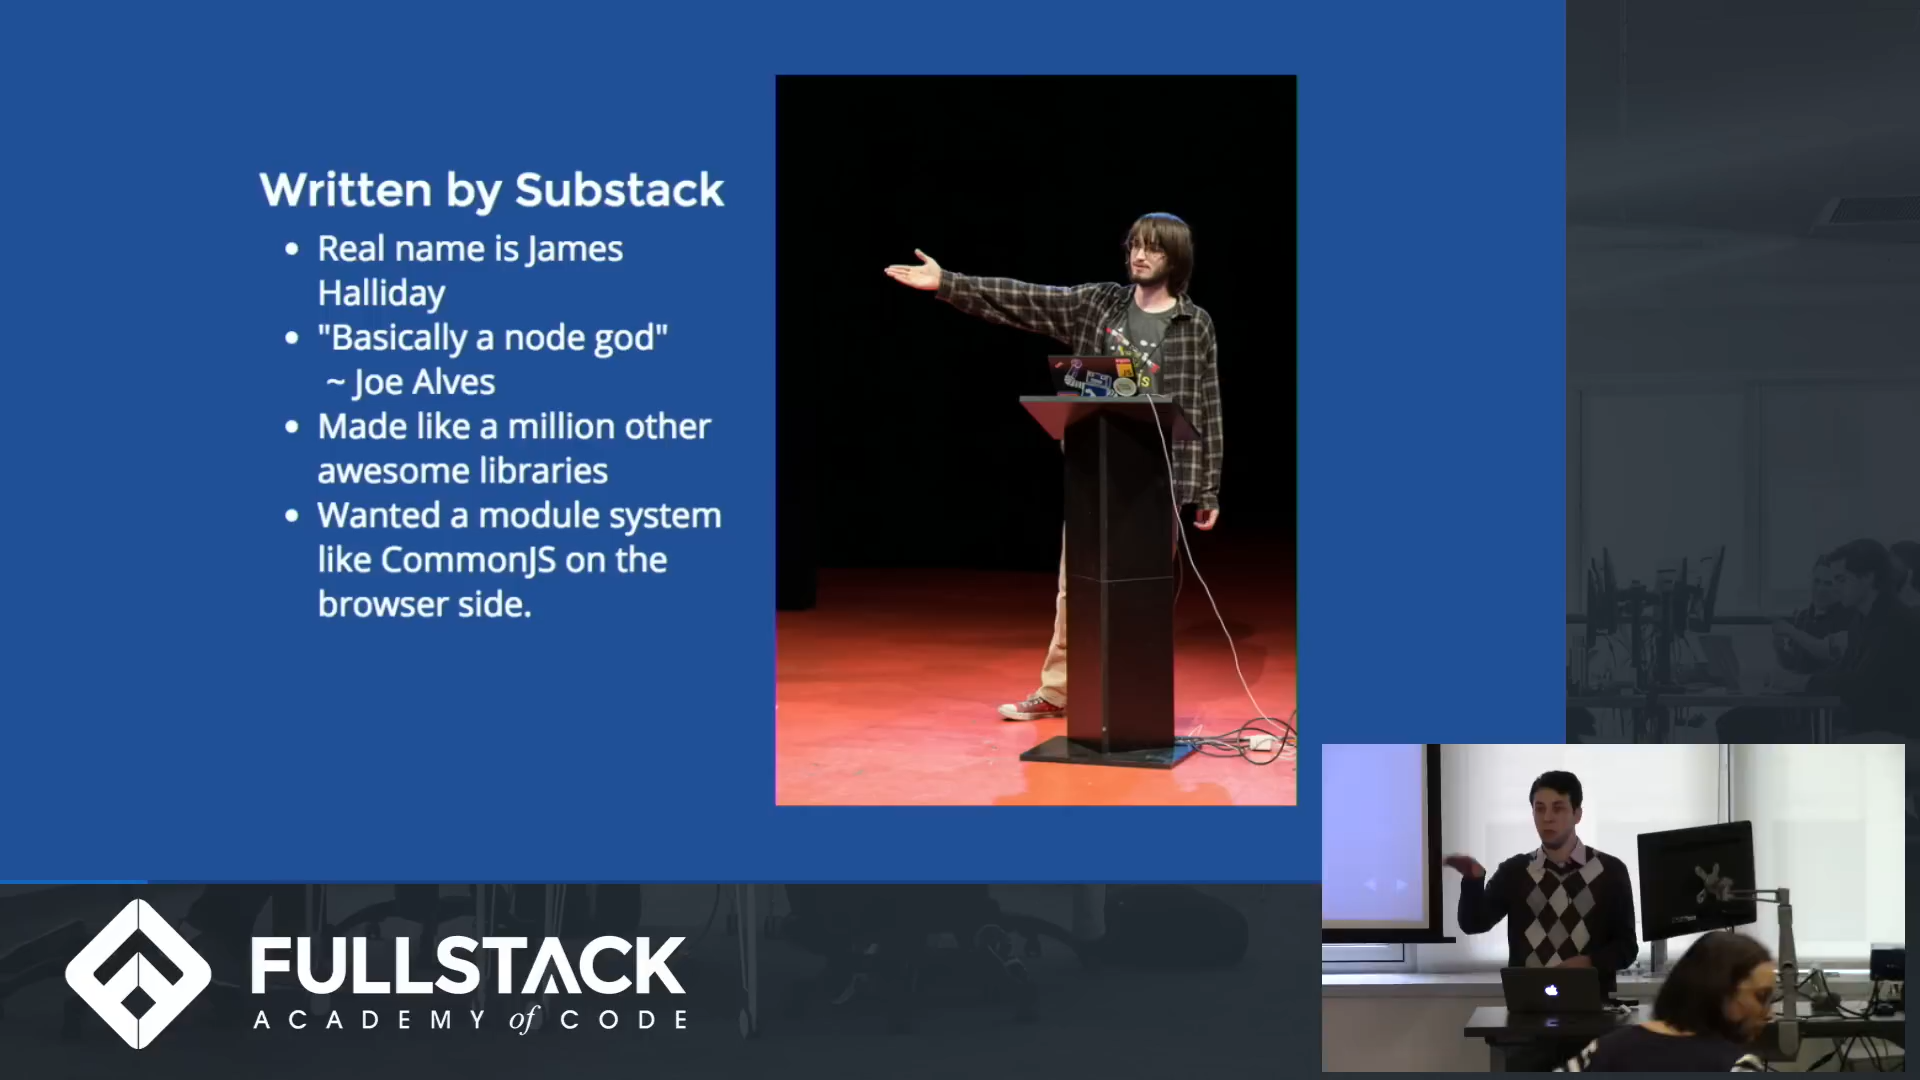 Written by Substack
• Real name is James
Halliday
• "Basically a node god"
~ Joe Alves
• Made like a million other
awesome libraries
• Wanted a module system
like CommonJS on the
browser side.
FULLSTACK
ACADEMY of CODE